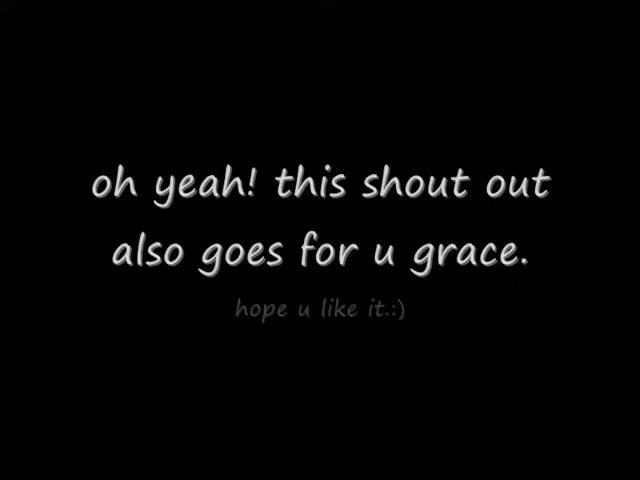 oh yeah! this shout out
also goes for u grace.
hope u like it.:)